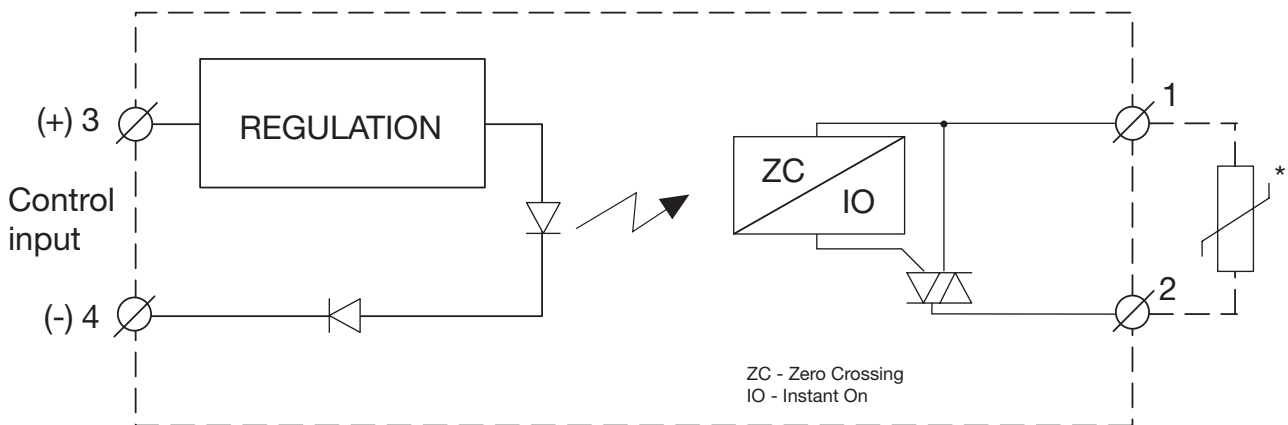 (+) 3
REGULATION
Control
input
(-) 4
ZC
IO
1
*
2
ZC - Zero Crossing
IO - Instant On